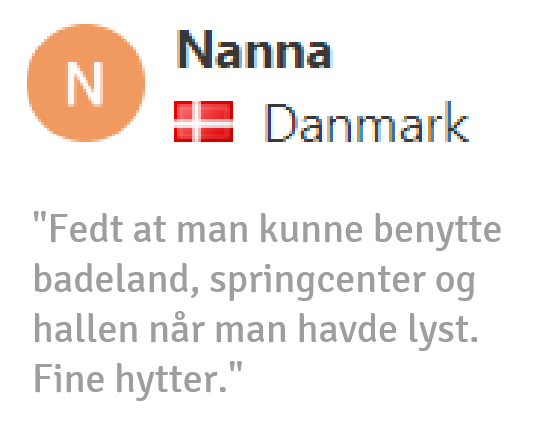 N
Nanna
Danmark
"Fedt at man kunne benytte
badeland, springcenter og
hallen når man havde lyst.
Fine hytter."